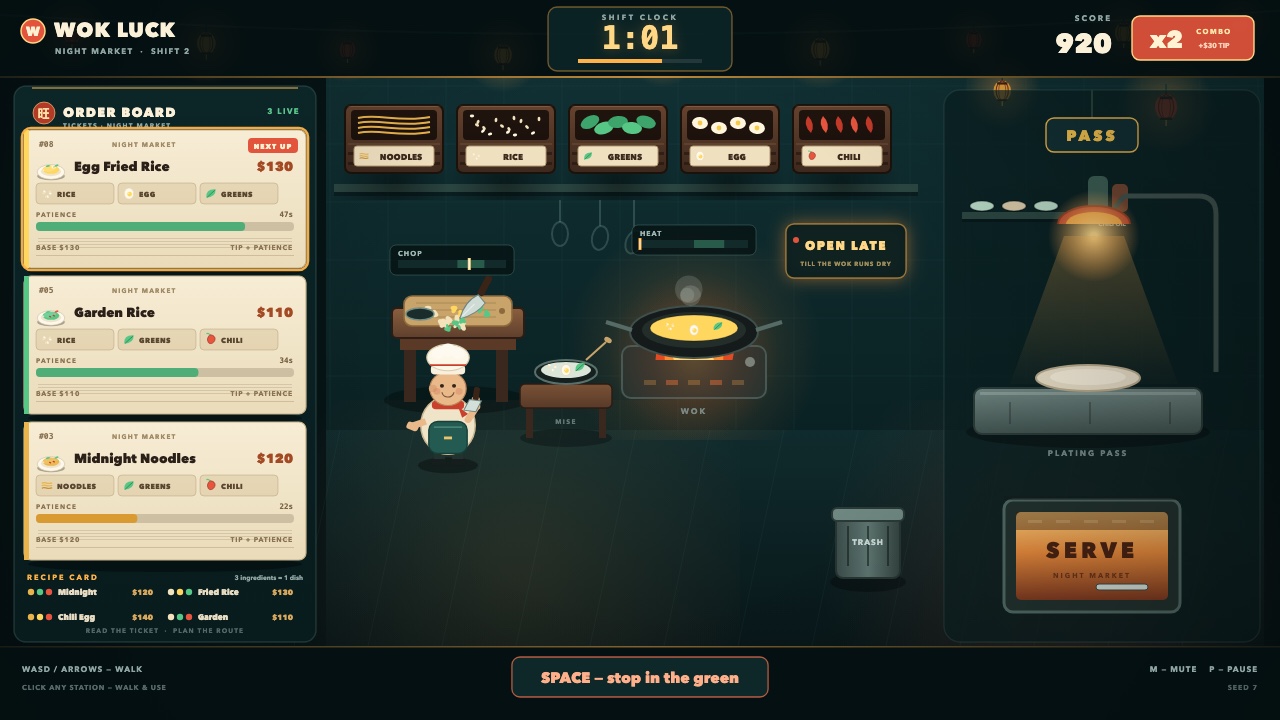 W WOK LUCK
NIGHT MARKET · SHIFT 2
SHIFT CLOCK
1:01
SCORE
920
x2 COMBO
+$30 TIP
旺 ORDER BOARD
3 LIVE
TICKETS · NIGHT MARKET
#08 NIGHT MARKET NEXT UP
Egg Fried Rice $130
RICE EGG GREENS
PATIENCE 47s
BASE $130 TIP + PATIENCE
#05 NIGHT MARKET
Garden Rice $110
RICE GREENS CHILI
PATIENCE 34s
BASE $110 TIP + PATIENCE
#03 NIGHT MARKET
Midnight Noodles $120
NOODLES GREENS CHILI
PATIENCE 22s
BASE $120 TIP + PATIENCE
RECIPE CARD 3 ingredients = 1 dish
Midnight $120 Fried Rice $130
Chili Egg $140 Garden $110
READ THE TICKET · PLAN THE ROUTE
NOODLES RICE GREENS EGG CHILI
CHOP
HEAT
OPEN LATE
TILL THE WOK RUNS DRY
MISE
WOK
TRASH
PASS
PLATING PASS
SERVE
NIGHT MARKET
WASD / ARROWS – WALK
CLICK ANY STATION – WALK & USE
SPACE – stop in the green
M – MUTE P – PAUSE
SEED 7